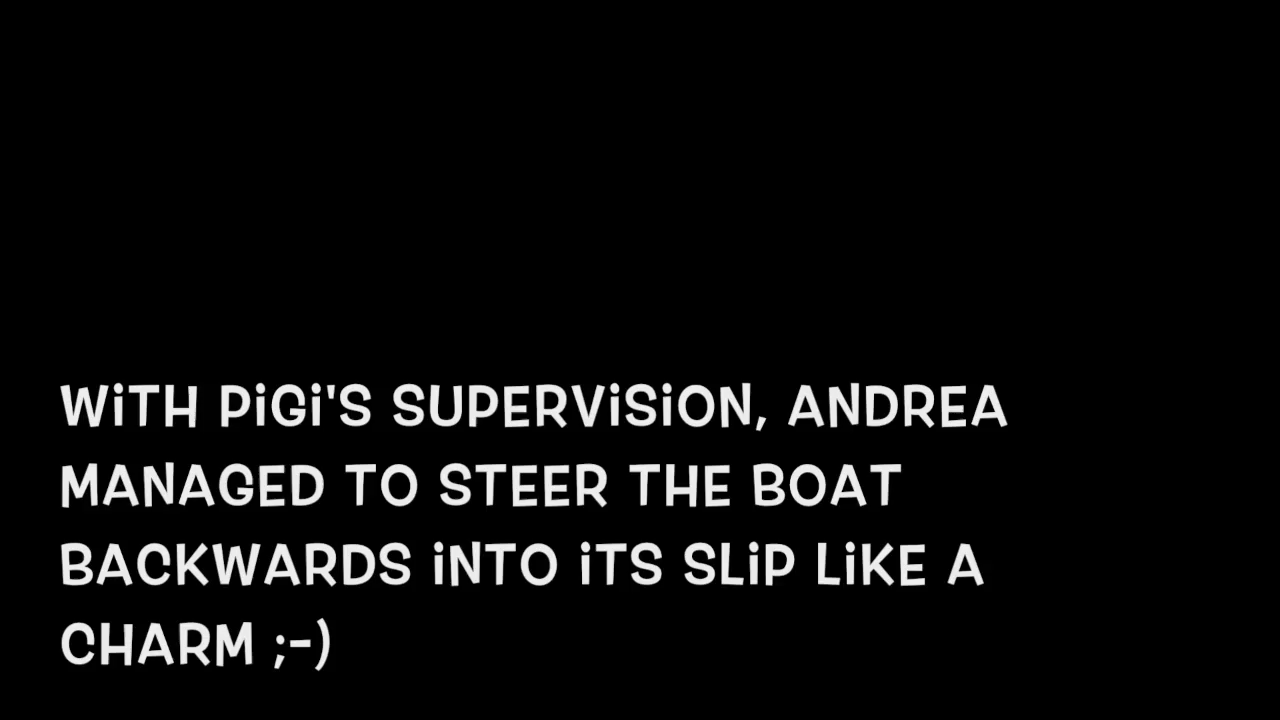 WiTH PiGi'S SUPERViSiON, ANDREA
MANAGED TO STEER THE BOAT
BACKWARDS iNTO iTS SLiP LiKE A
CHARM ;-)